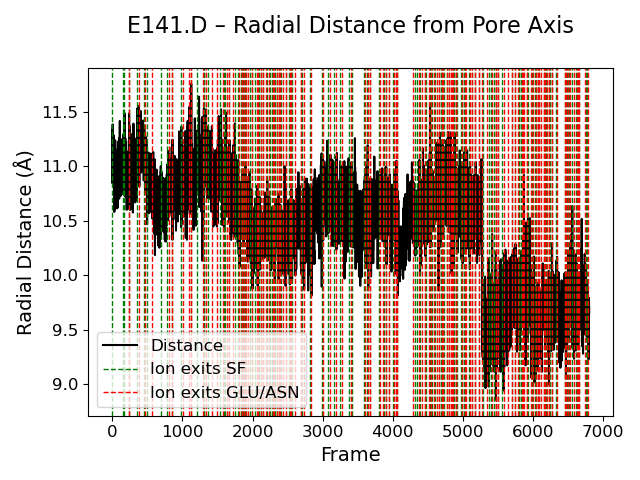 E141.D – Radial Distance from Pore Axis
11.5
11.0
10.5
10.0
9.5
9.0
Radial Distance (Å)
Distance
Ion exits SF
Ion exits GLU/ASN
0 1000 2000 3000 4000 5000 6000 7000
Frame